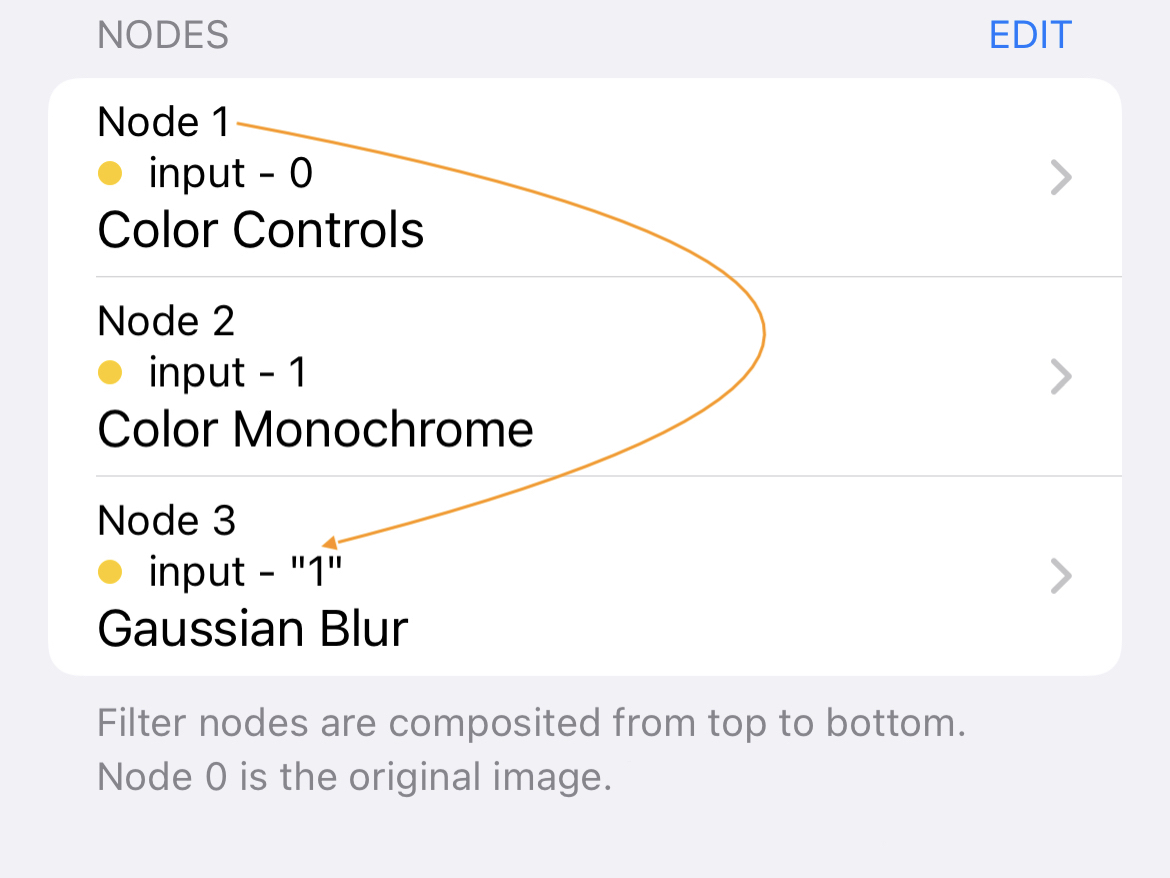 NODES
EDIT
Node 1
input - 0
Color Controls
Node 2
input - 1
Color Monochrome
Node 3
input - "1"
Gaussian Blur
Filter nodes are composited from top to bottom.
Node 0 is the original image.